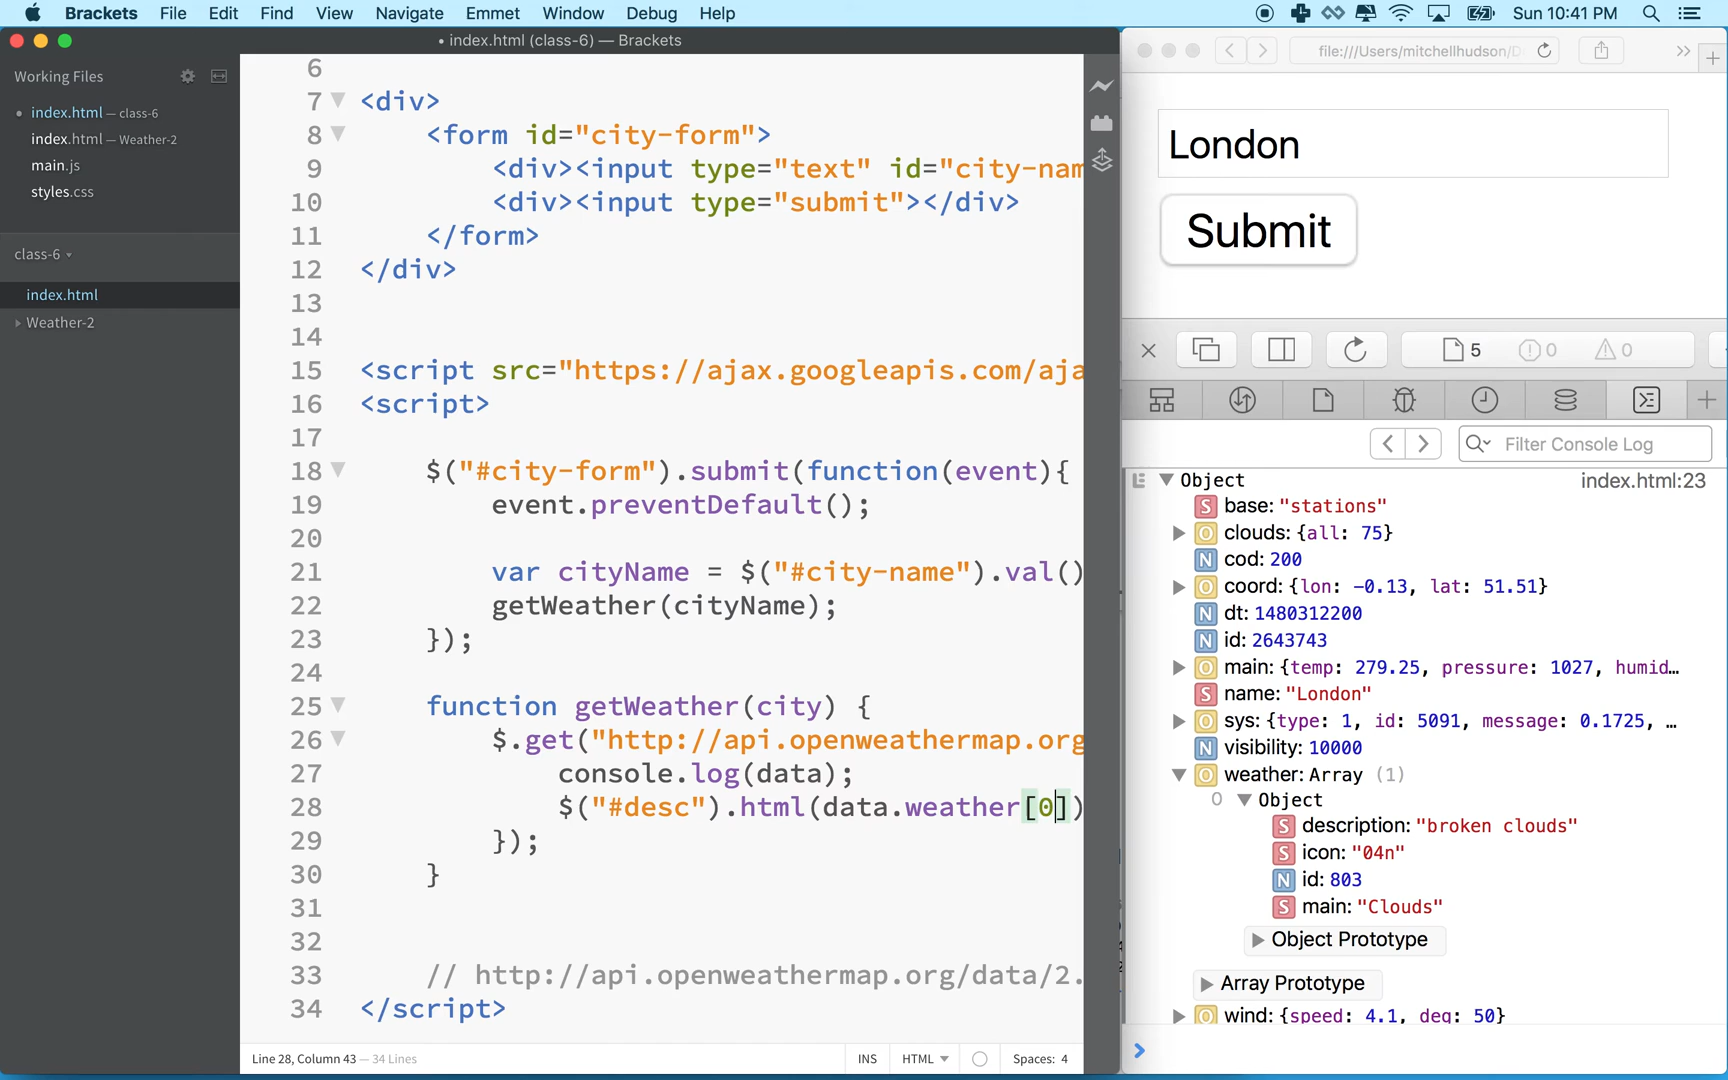 Brackets File Edit Find View Navigate Emmet Window Debug Help Sun 10:41 PM
• index.html (class-6) — Brackets
Working Files
index.html — class-6
index.html — Weather-2
main.js
styles.css
class-6
index.html
Weather-2
6
7 <div>
8 <form id="city-form">
9 <div><input type="text" id="city-nam
10 <div><input type="submit"></div>
11 </form>
12 </div>
13
14
15 <script src="https://ajax.googleapis.com/aja
16 <script>
17
18 $("#city-form").submit(function(event){
19 event.preventDefault();
20
21 var cityName = $("#city-name").val()
22 getWeather(cityName);
23 });
24
25 function getWeather(city) {
26 $.get("http://api.openweathermap.org
27 console.log(data);
28 $("#desc").html(data.weather[0])
29 });
30 }
31
32
33 // http://api.openweathermap.org/data/2.
34 </script>
Line 28, Column 43 — 34 Lines
INS HTML Spaces: 4
file:///Users/mitchellhudson/D
London
Submit
5 0 0
Filter Console Log
E Object index.html:23
S base: "stations"
O clouds: {all: 75}
N cod: 200
O coord: {lon: -0.13, lat: 51.51}
N dt: 1480312200
N id: 2643743
O main: {temp: 279.25, pressure: 1027, humid…
S name: "London"
O sys: {type: 1, id: 5091, message: 0.1725, …
N visibility: 10000
O weather: Array (1)
0 Object
S description: "broken clouds"
S icon: "04n"
N id: 803
S main: "Clouds"
Object Prototype
Array Prototype
O wind: {speed: 4.1, deg: 50}